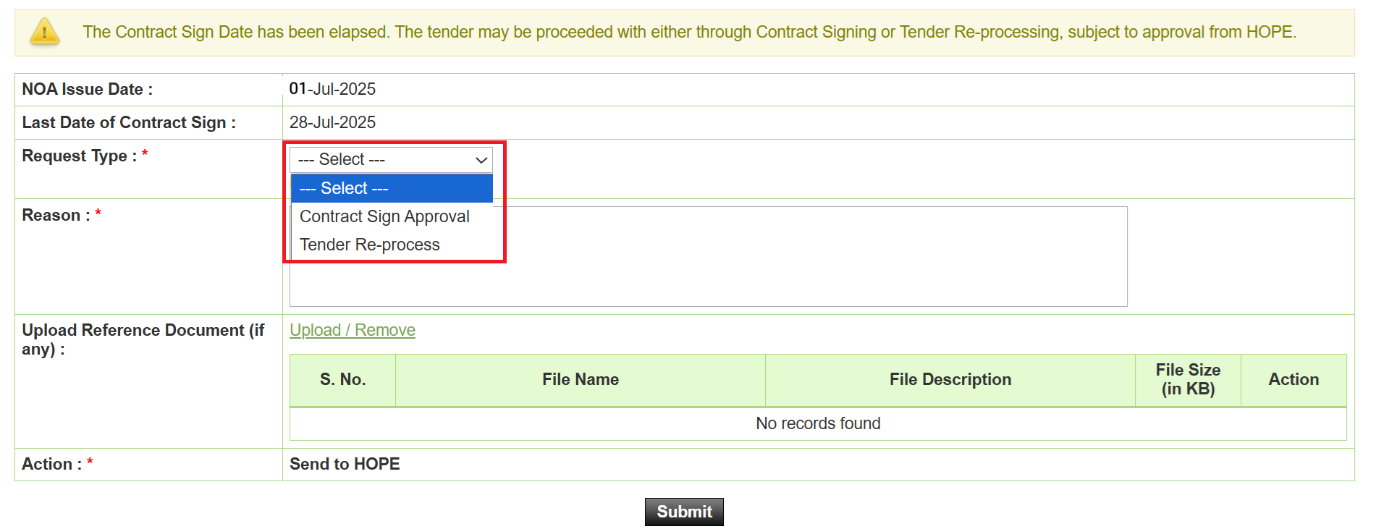 The Contract Sign Date has been elapsed. The tender may be proceeded with either through Contract Signing or Tender Re-processing, subject to approval from HOPE.
NOA Issue Date : 01-Jul-2025
Last Date of Contract Sign : 28-Jul-2025
Request Type : * --- Select ---
--- Select ---
Contract Sign Approval
Tender Re-process
Reason : *
Upload Reference Document (if any) :
Upload / Remove
S. No. File Name File Description File Size (in KB) Action
No records found
Action : * Send to HOPE
Submit